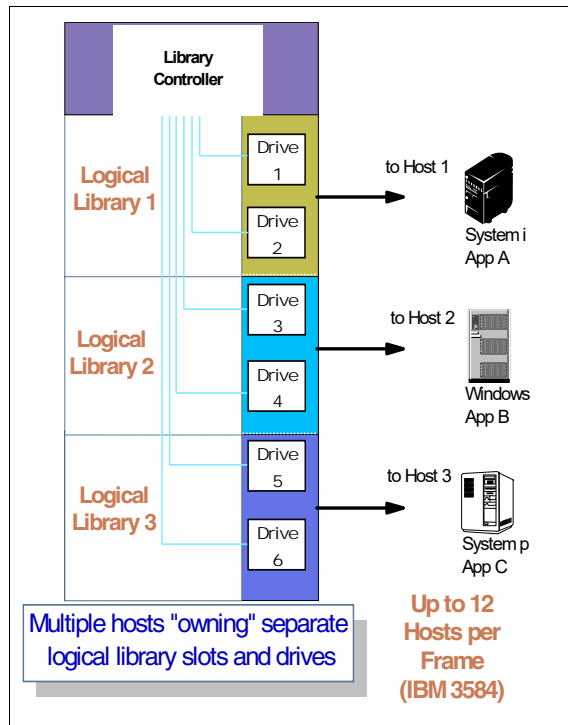 Library
Controller
Logical
Library 1
Drive
1
Drive
2
to Host 1
System i
App A
Logical
Library 2
Drive
3
Drive
4
to Host 2
Windows
App B
Logical
Library 3
Drive
5
Drive
6
to Host 3
System p
App C
Multiple hosts "owning" separate
logical library slots and drives
Up to 12
Hosts per
Frame
(IBM 3584)